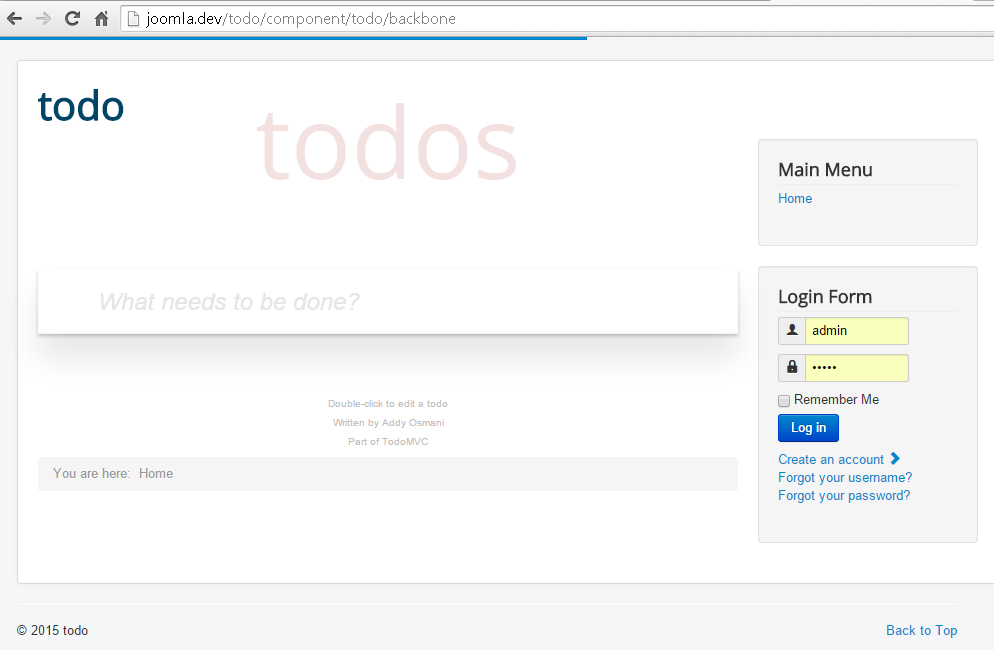 joomla.dev/todo/component/todo/backbone
todo
todos
What needs to be done?
Double-click to edit a todo
Written by Addy Osmani
Part of TodoMVC
You are here: Home
Main Menu
Home
Login Form
admin
•••••
Remember Me
Log in
Create an account
Forgot your username?
Forgot your password?
© 2015 todo
Back to Top